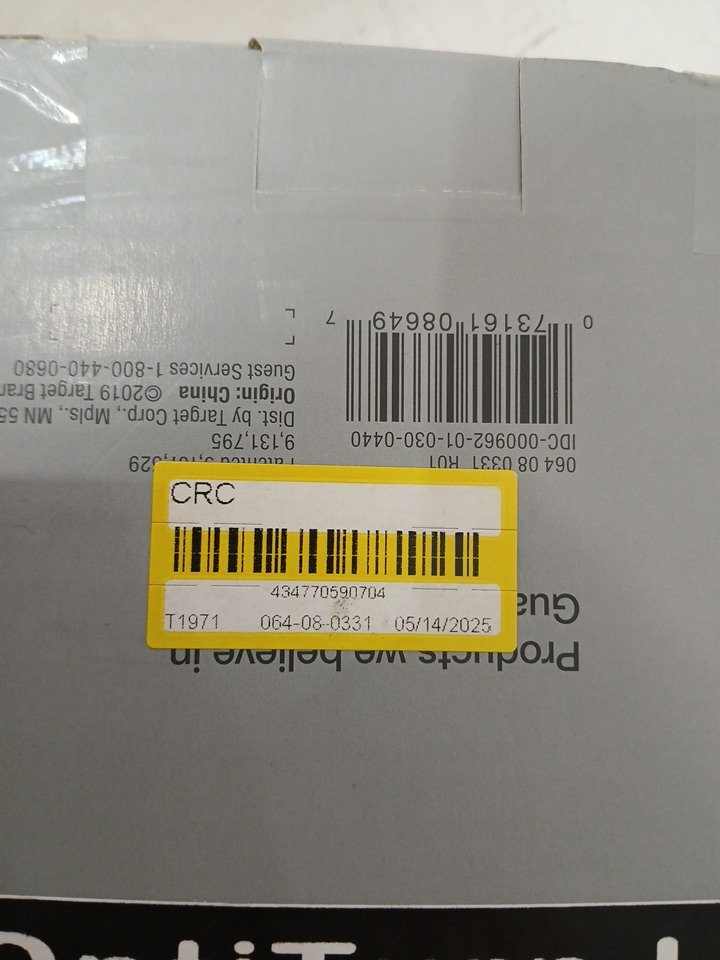 CRC
434770590704
T1971 064-08-0331 05/14/2025
Products we believe in
064 08 0331 R01
IDC-000962-01-030-0440
0 73161 08649 7
9,131,795
Dist. by Target Corp., Mpls., MN
Origin: China ©2019 Target
Guest Services 1-800-440-0680